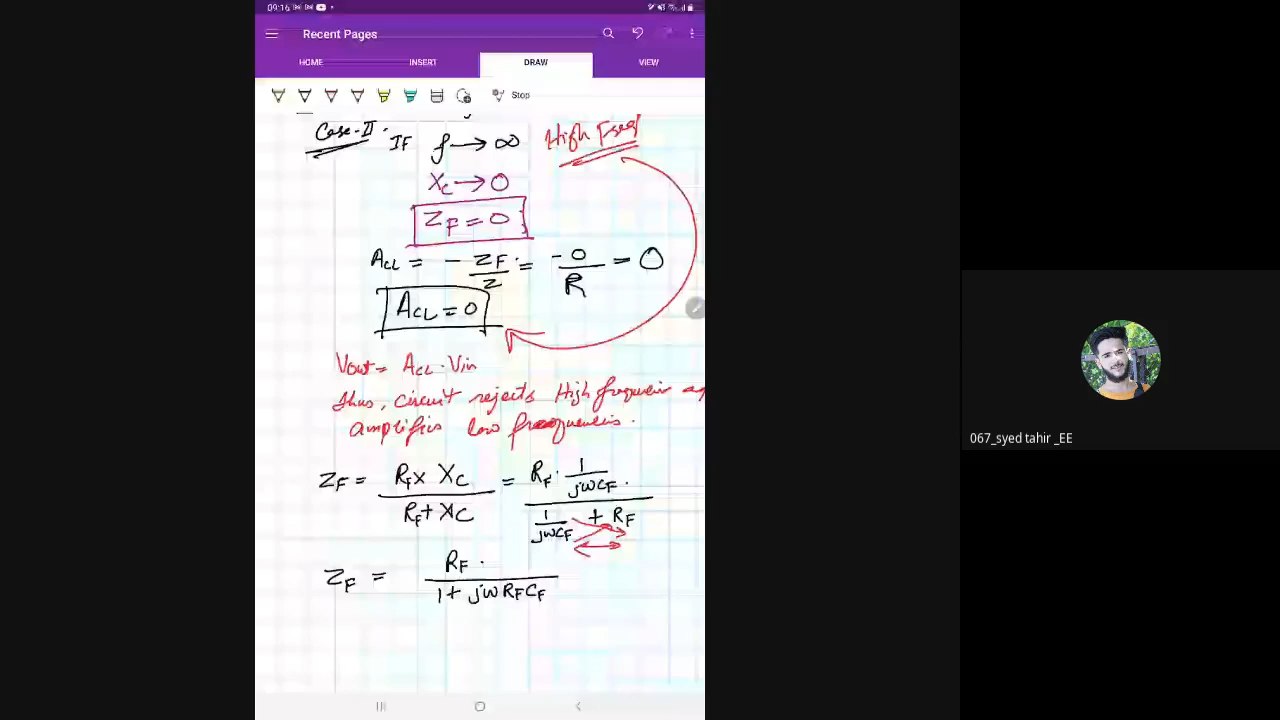 09:16
Recent Pages
HOME INSERT DRAW VIEW
Stop
Case-II. IF f → ∞ High Freq
Xc → 0
ZF = 0
ACL = - ZF/Z = -0/R = 0
ACL = 0
Vout = ACL · Vin
thus, circuit rejects High frequencies
amplifies low frequencies.
ZF = RF x XC / RF + XC = RF · 1/jωCF / 1/jωCF + RF
ZF = RF · / 1 + jωRFCF
067_syed tahir _EE